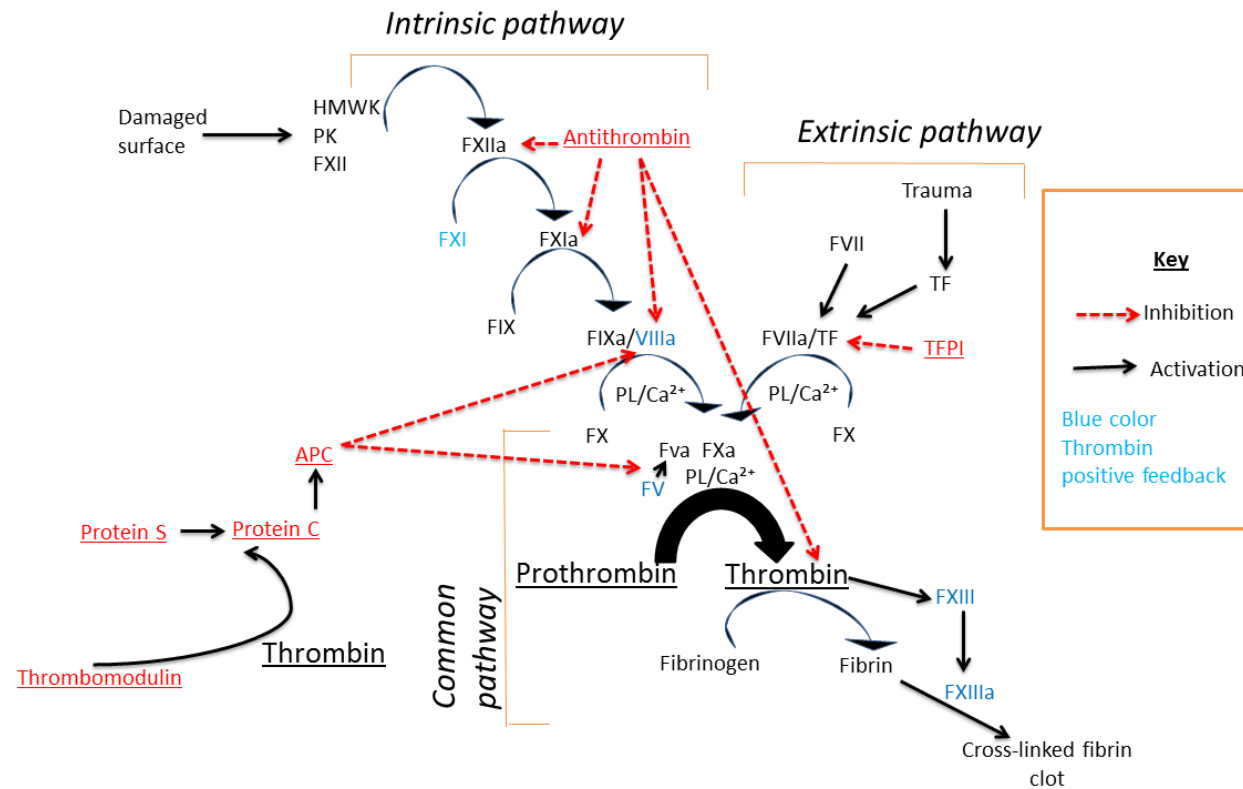 Intrinsic pathway
Damaged
surface
HMWK
PK
FXII
FXIIa
Antithrombin
Extrinsic pathway
Trauma
FXI
FXIa
FVII
TF
FIX
FIXa/VIIIa
FVIIa/TF
TFPI
PL/Ca²⁺
PL/Ca²⁺
FX
FX
APC
Fva
FXa
FV
PL/Ca²⁺
Protein S
Protein C
Prothrombin
Thrombin
FXIII
Thrombin
Thrombomodulin
Common
pathway
Fibrinogen
Fibrin
FXIIIa
Cross-linked fibrin
clot
Key
Inhibition
Activation
Blue color
Thrombin
positive feedback